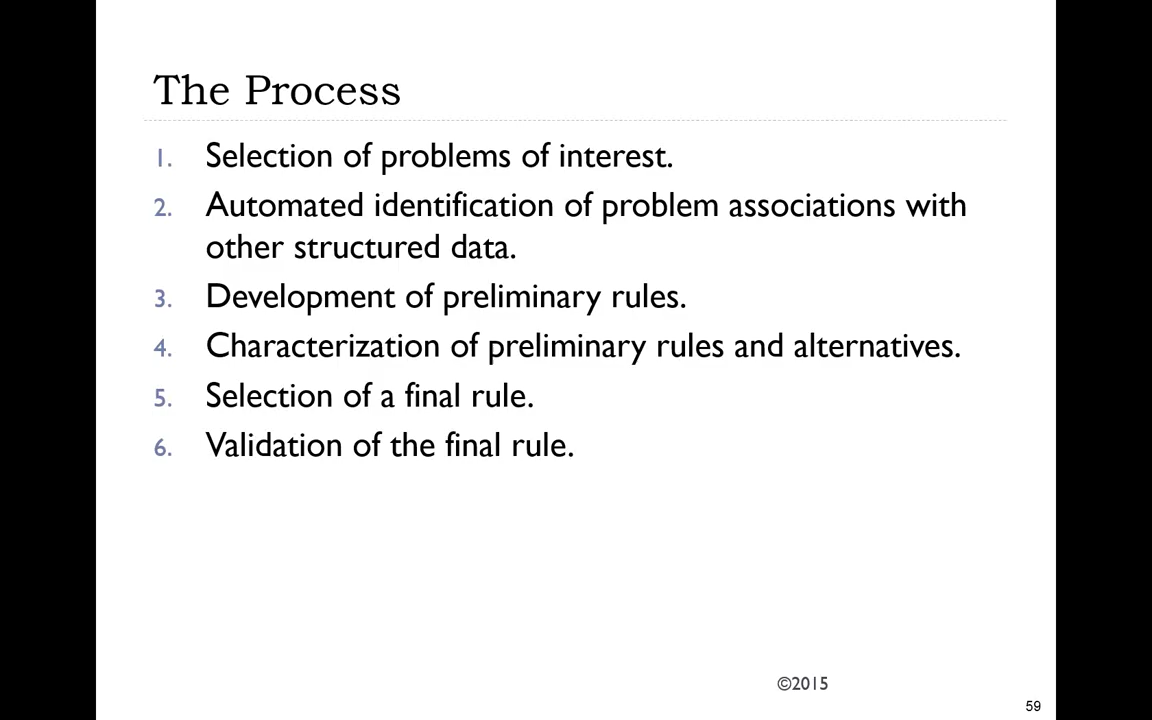 The Process
1. Selection of problems of interest.
2. Automated identification of problem associations with
other structured data.
3. Development of preliminary rules.
4. Characterization of preliminary rules and alternatives.
5. Selection of a final rule.
6. Validation of the final rule.
©2015
59